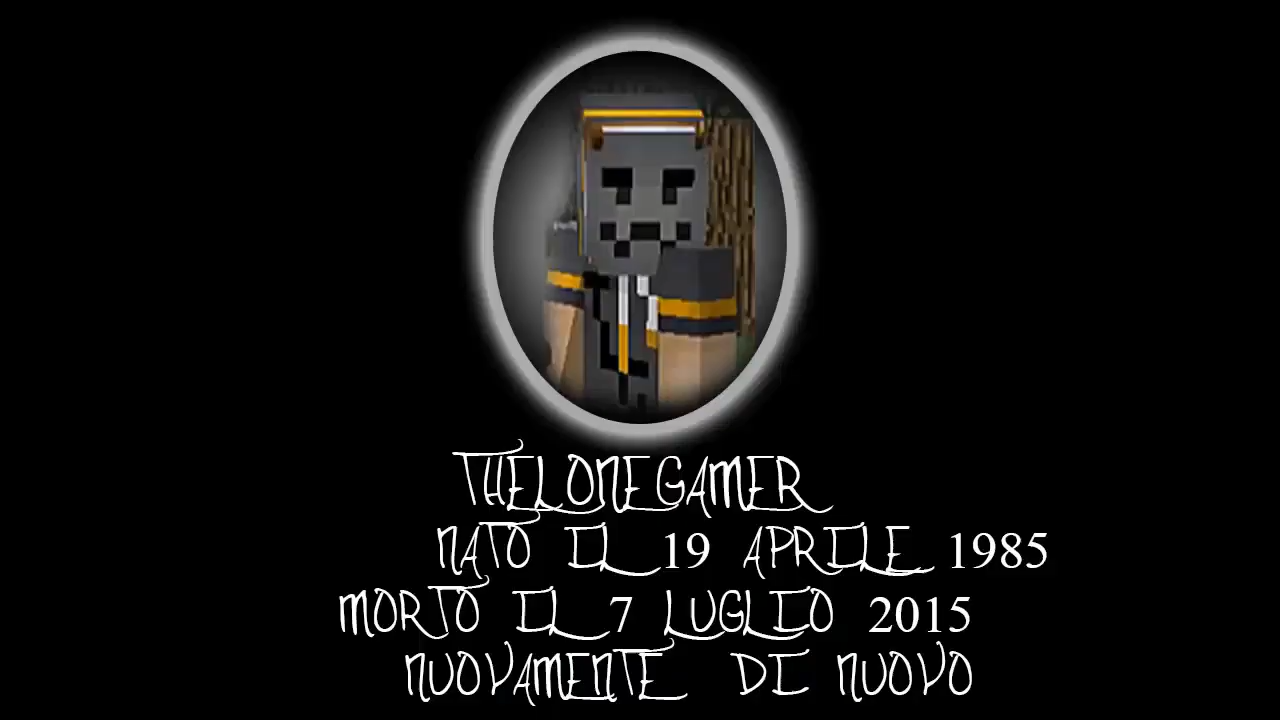 THELONEGAMER
NATO IL 19 APRILE 1985
MORTO IL 7 LUGLIO 2015
NUOVAMENTE DI NUOVO